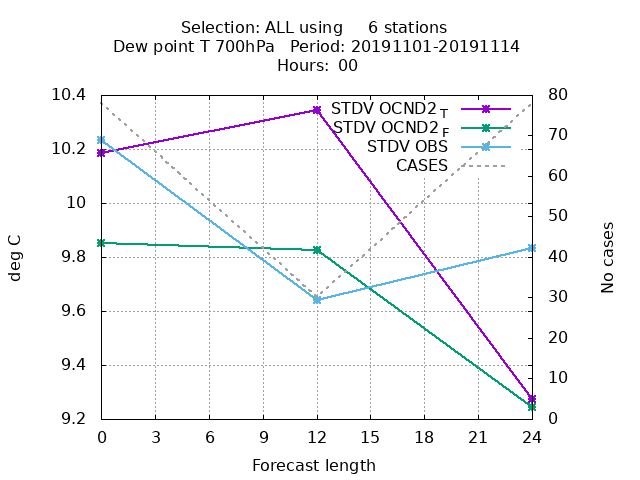 Selection: ALL using     6 stations
Dew point T 700hPa   Period: 20191101-20191114
Hours: 00
STDV OCND2_T
STDV OCND2_F
STDV OBS
CASES
10.4
10.2
10
9.8
9.6
9.4
9.2
deg C
80
70
60
50
40
30
20
10
0
No cases
0 3 6 9 12 15 18 21 24
Forecast length